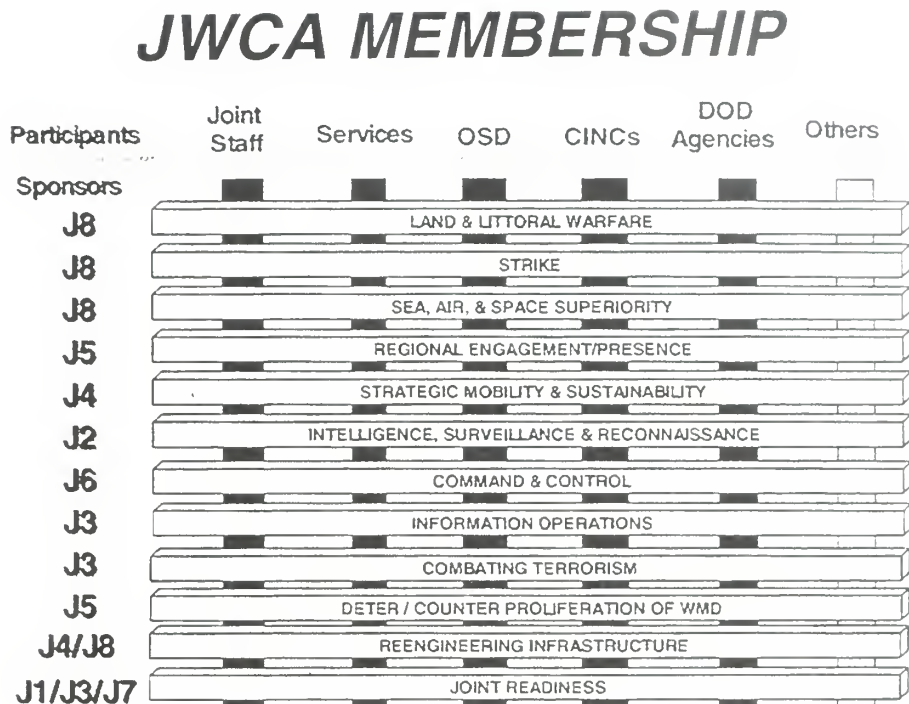 JWCA MEMBERSHIP
Participants
Joint Staff
Services
OSD
CINCs
DOD Agencies
Others
Sponsors
J8 LAND & LITTORAL WARFARE
J8 STRIKE
J8 SEA, AIR, & SPACE SUPERIORITY
J5 REGIONAL ENGAGEMENT/PRESENCE
J4 STRATEGIC MOBILITY & SUSTAINABILITY
J2 INTELLIGENCE, SURVEILLANCE & RECONNAISSANCE
J6 COMMAND & CONTROL
J3 INFORMATION OPERATIONS
J3 COMBATING TERRORISM
J5 DETER / COUNTER PROLIFERATION OF WMD
J4/J8 REENGINEERING INFRASTRUCTURE
J1/J3/J7 JOINT READINESS